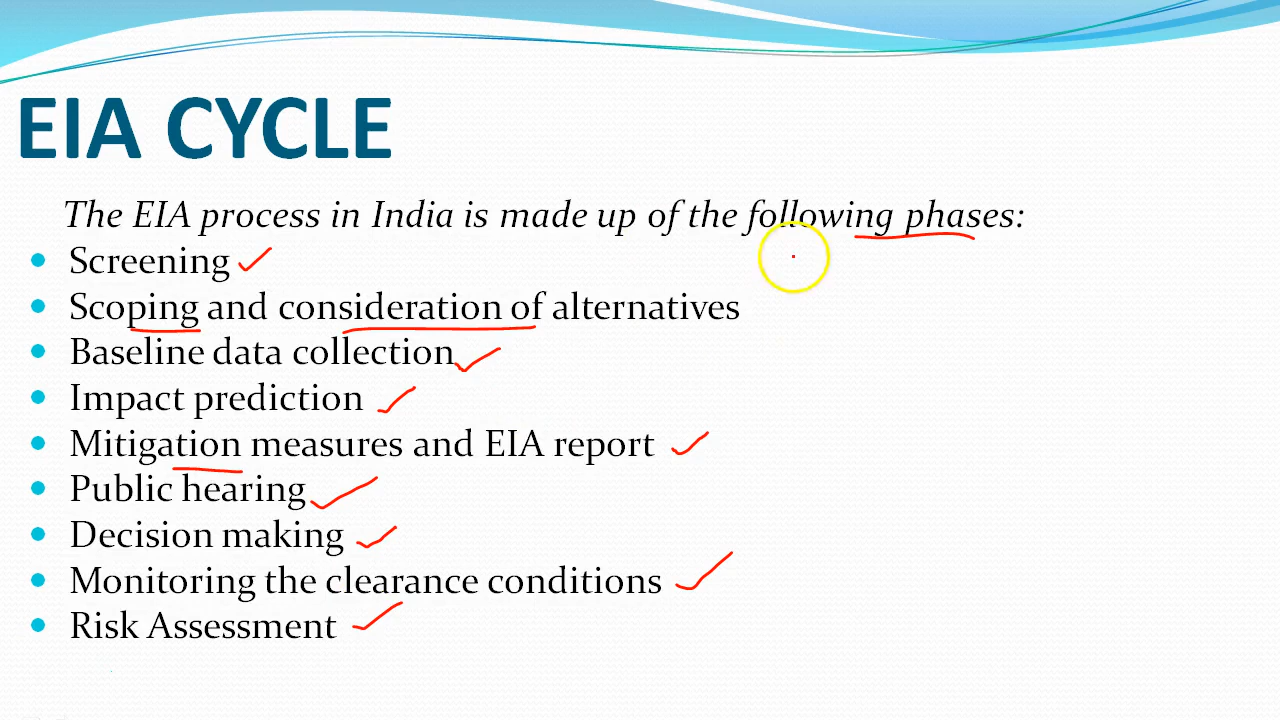 EIA CYCLE
The EIA process in India is made up of the following phases:
Screening
Scoping and consideration of alternatives
Baseline data collection
Impact prediction
Mitigation measures and EIA report
Public hearing
Decision making
Monitoring the clearance conditions
Risk Assessment